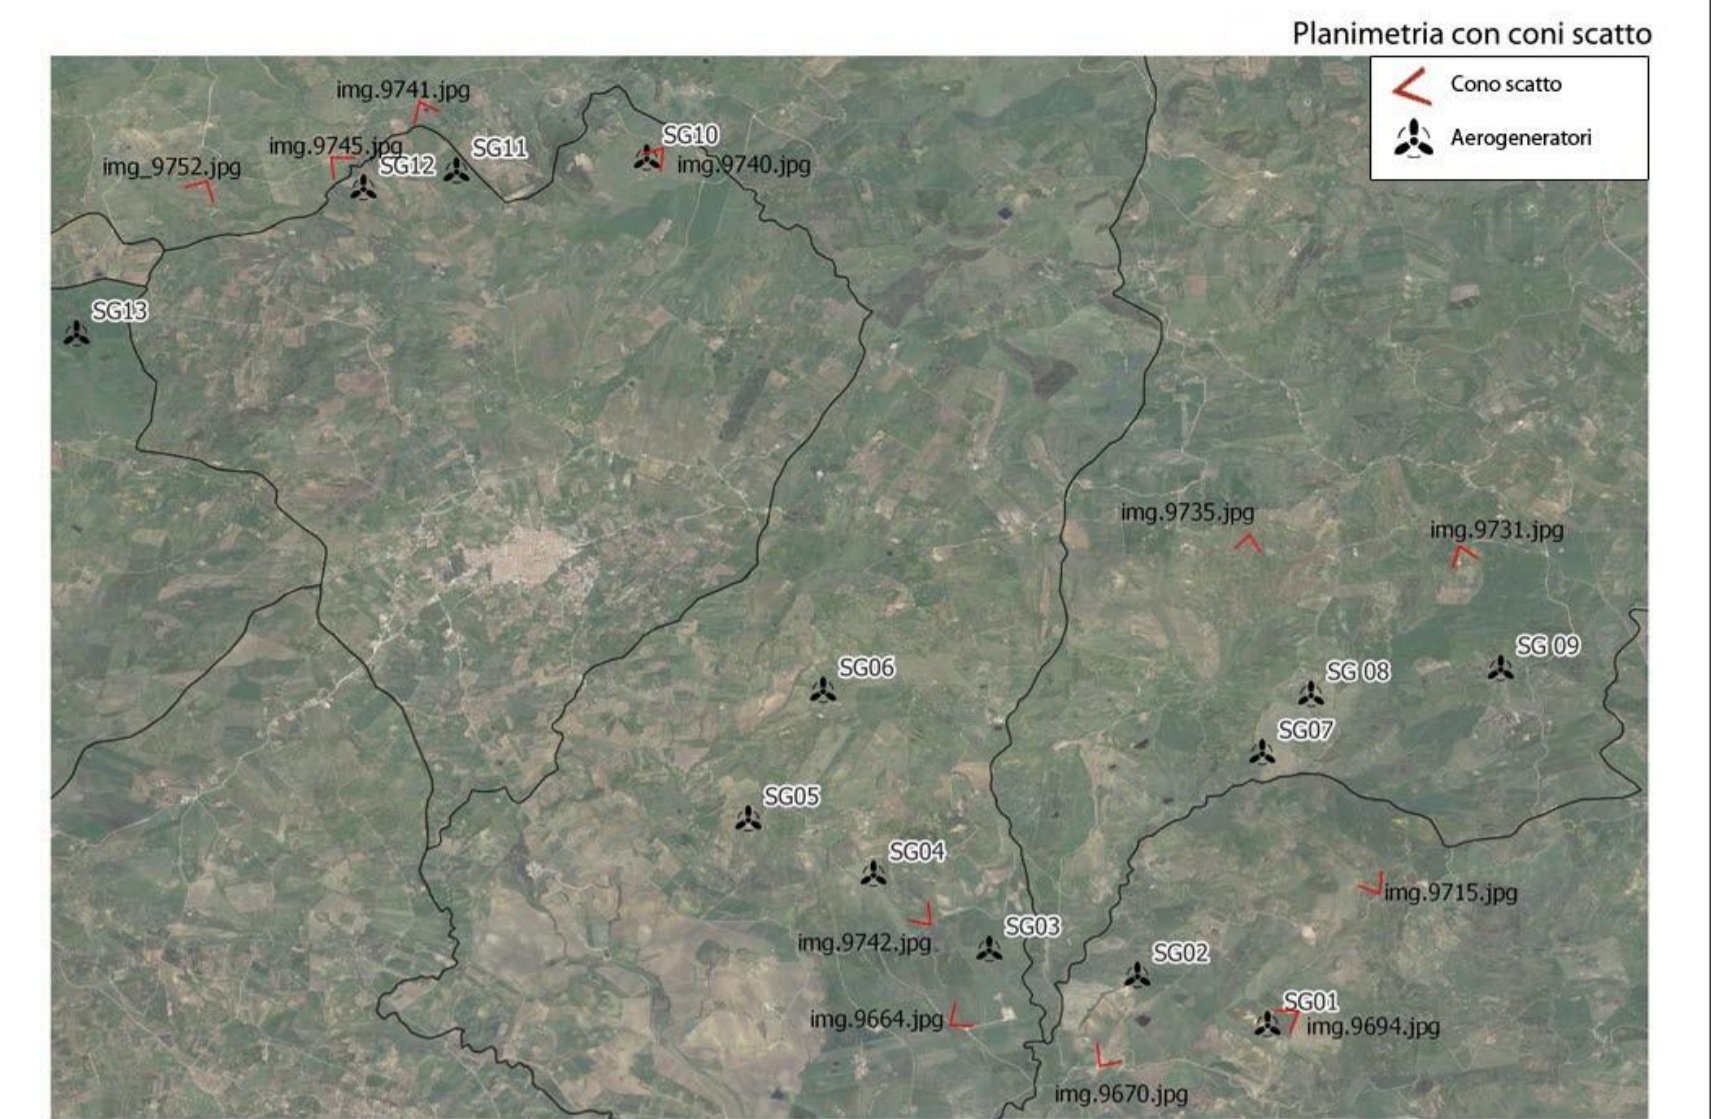 Planimetria con coni scatto
Cono scatto
Aerogeneratori
img.9741.jpg
SG10
img.9745.jpg
SG11
img_9752.jpg
SG12
img.9740.jpg
SG13
img.9735.jpg
img.9731.jpg
SG06
SG 08
SG 09
SG07
SG05
SG04
img.9715.jpg
SG03
img.9742.jpg
SG02
SG01
img.9664.jpg
img.9694.jpg
img.9670.jpg